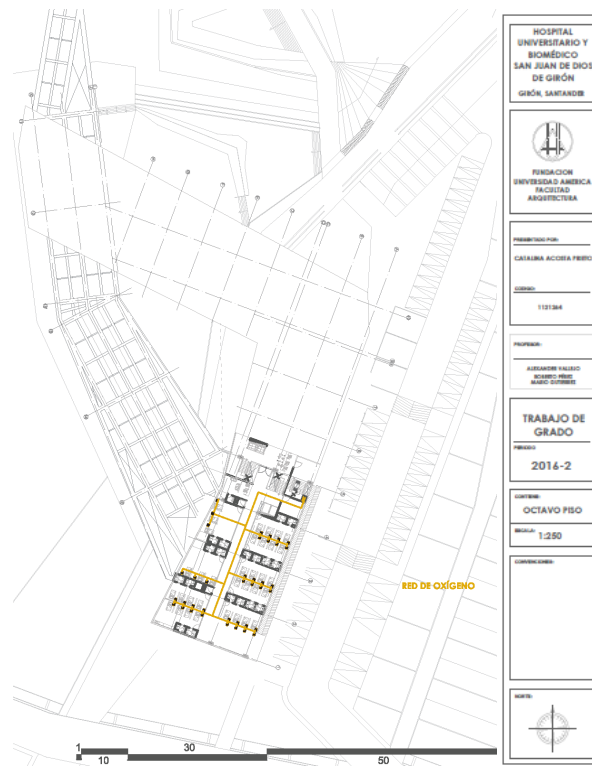 HOSPITAL
UNIVERSITARIO Y
BIOMÉDICO
SAN JUAN DE DIOS
DE GIRÓN
GIRÓN, SANTANDER
FUNDACION
UNIVERSIDAD AMERICA
FACULTAD
ARQUITECTURA
PRESENTADO POR:
CATALINA ACOSTA PRIETO
CODIGO:
1131264
PROFESOR:
ALEXANDER VALLEJO
ROBERTO PÉREZ
MARIO GUTIERREZ
TRABAJO DE
GRADO
PERIODO:
2016-2
CONTIENE:
OCTAVO PISO
ESCALA:
1:250
CONVENCIONES:
NORTE:
RED DE OXÍGENO
1
30
10
50